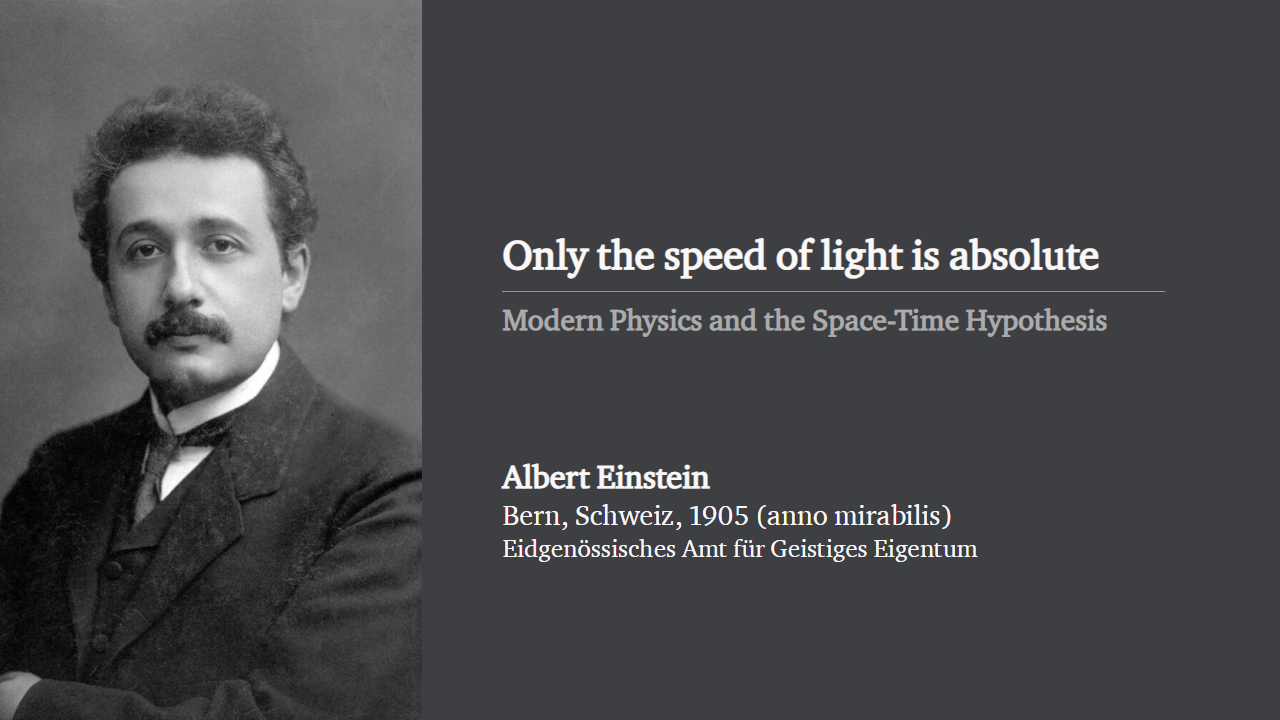 Only the speed of light is absolute
Modern Physics and the Space-Time Hypothesis
Albert Einstein
Bern, Schweiz, 1905 (anno mirabilis)
Eidgenössisches Amt für Geistiges Eigentum